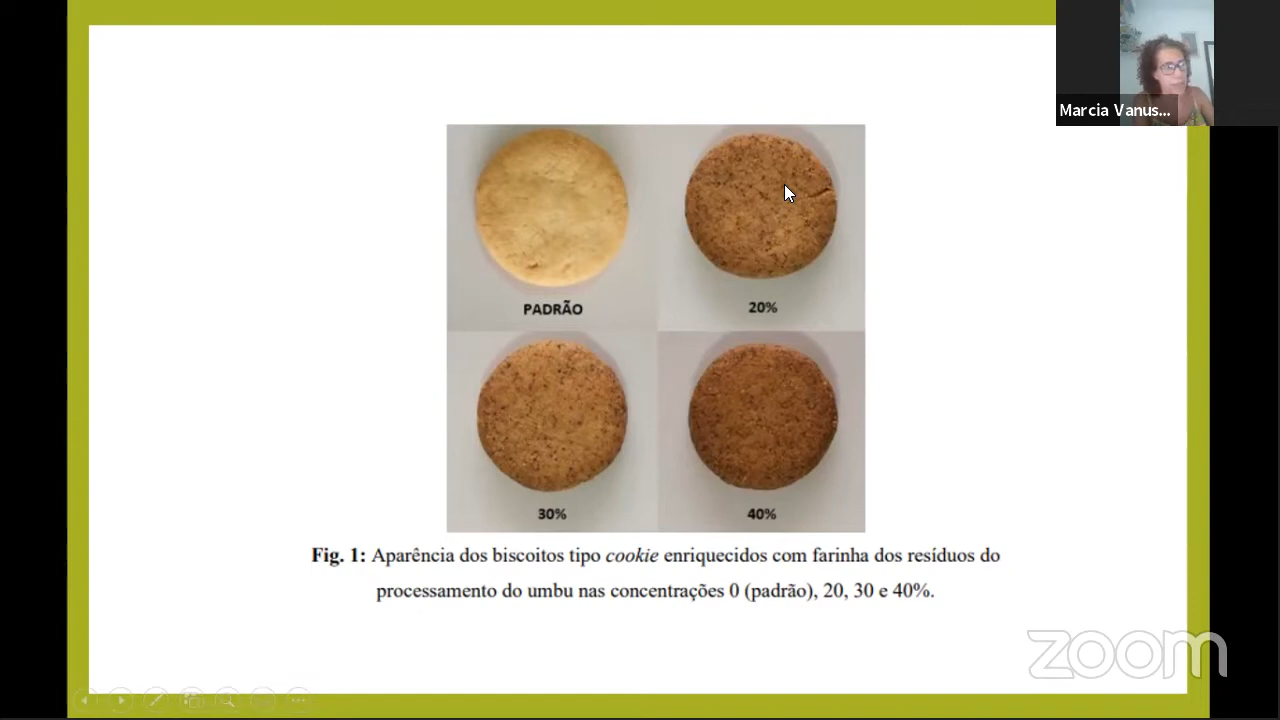 Marcia Vanus...
PADRÃO
20%
30%
40%
Fig. 1: Aparência dos biscoitos tipo cookie enriquecidos com farinha dos resíduos do
processamento do umbu nas concentrações 0 (padrão), 20, 30 e 40%.
zoom